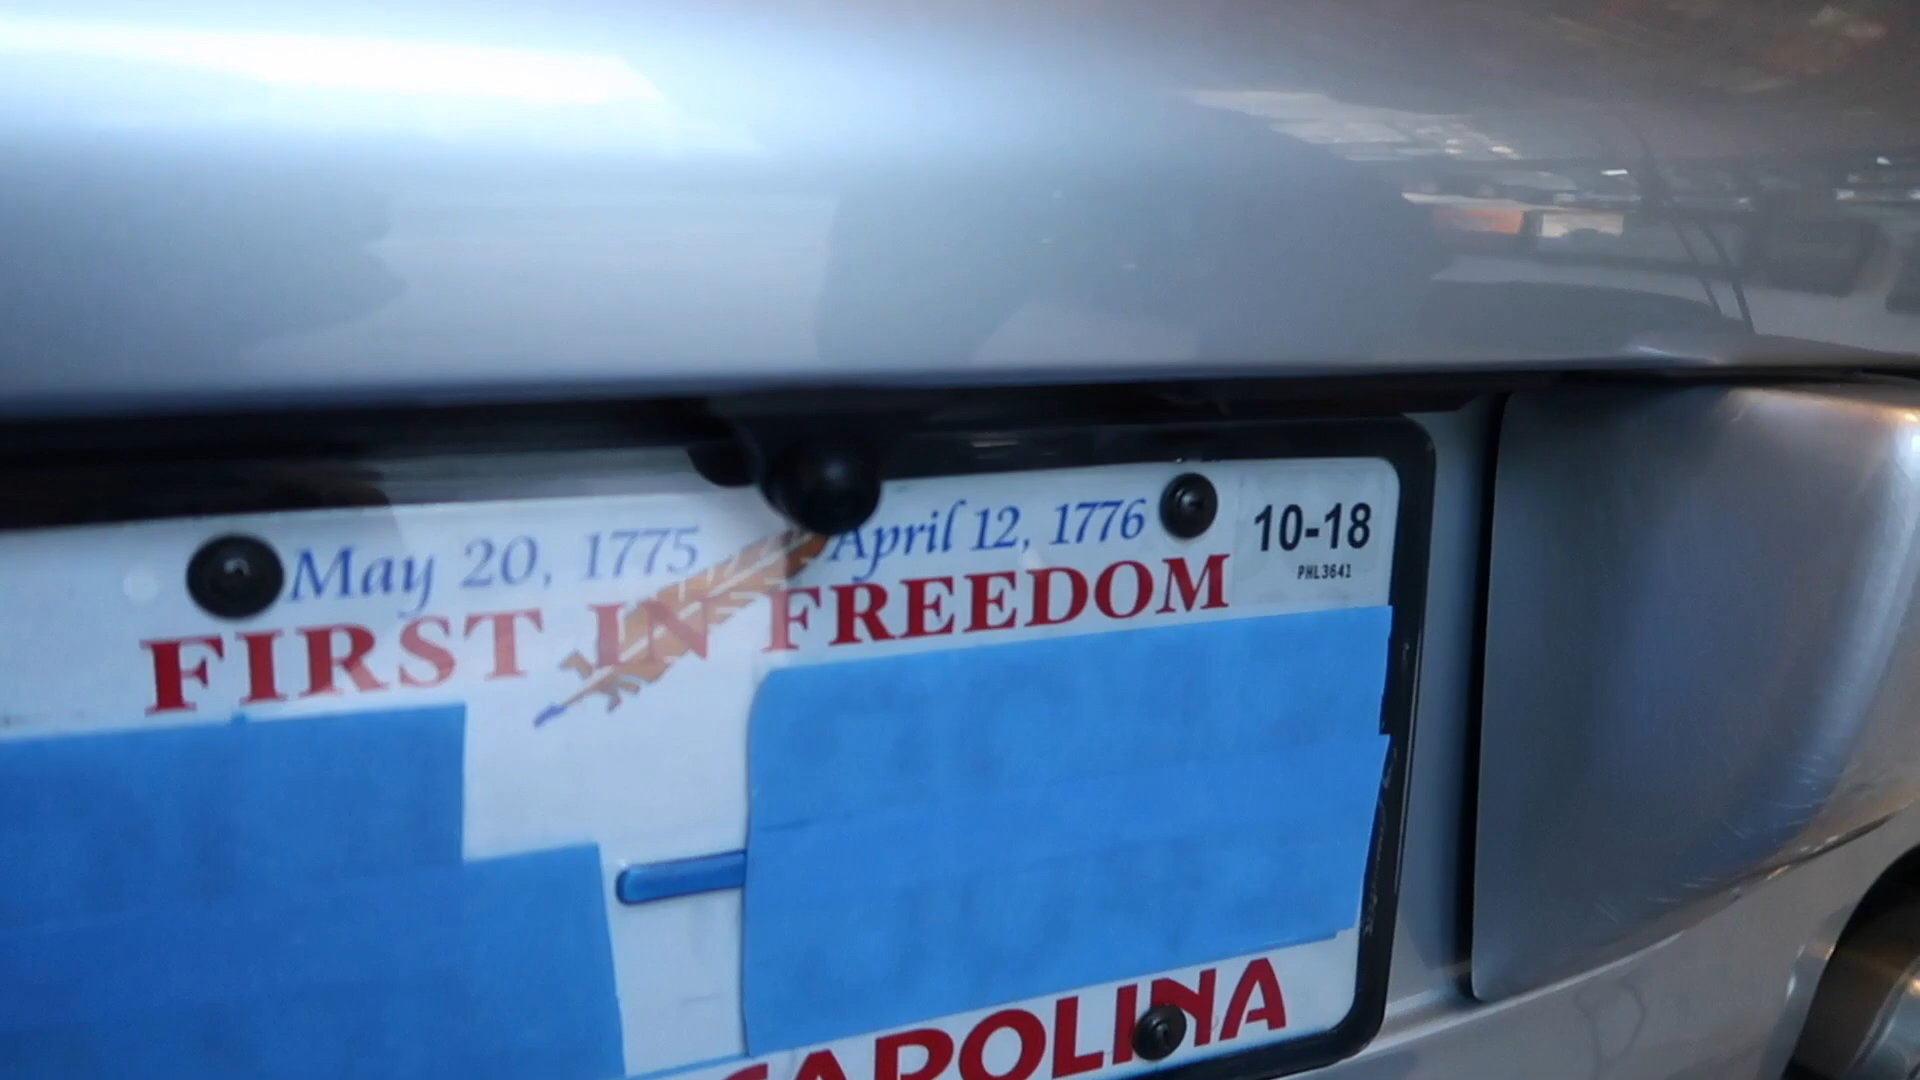 May 20, 1775 April 12, 1776
10-18
PHL3641
FIRST IN FREEDOM
CAROLINA